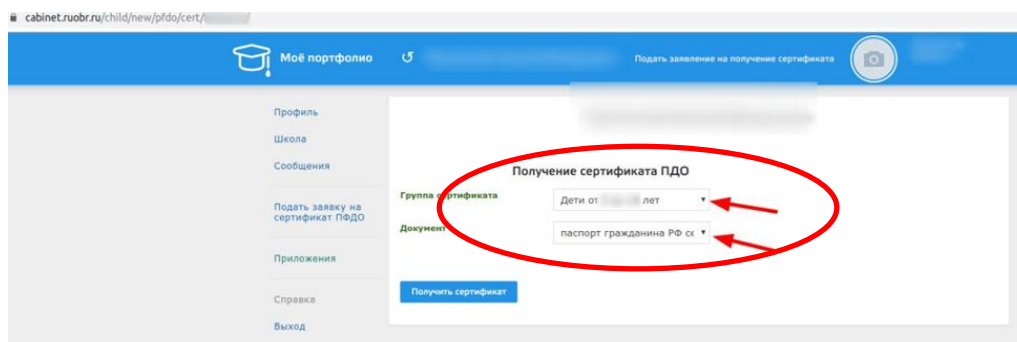 cabinet.ruobr.ru/child/new/pfdo/cert/
Моё портфолио
Подать заявление на получение сертификата
Профиль
Школа
Сообщения
Подать заявку на
сертификат ПФДО
Приложения
Справка
Выход
Получение сертификата ПДО
Группа сертификата
Дети от лет
Документ
паспорт гражданина РФ се
Получить сертификат